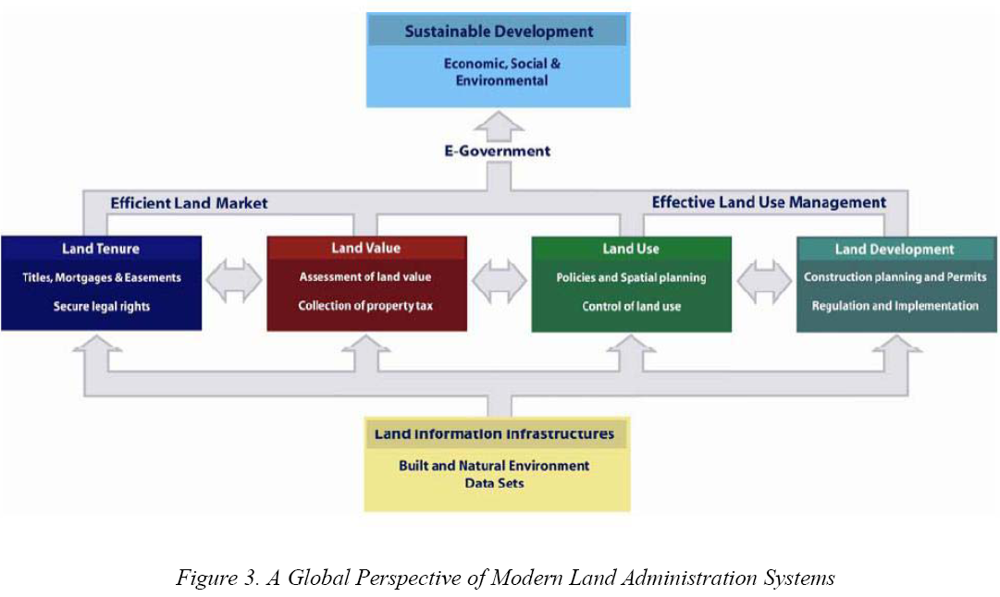 Sustainable Development
Economic, Social &
Environmental
E-Government
Efficient Land Market
Effective Land Use Management
Land Tenure
Titles, Mortgages & Easements
Secure legal rights
Land Value
Assessment of land value
Collection of property tax
Land Use
Policies and Spatial planning
Control of land use
Land Development
Construction planning and Permits
Regulation and Implementation
Land Information Infrastructures
Built and Natural Environment
Data Sets
Figure 3. A Global Perspective of Modern Land Administration Systems